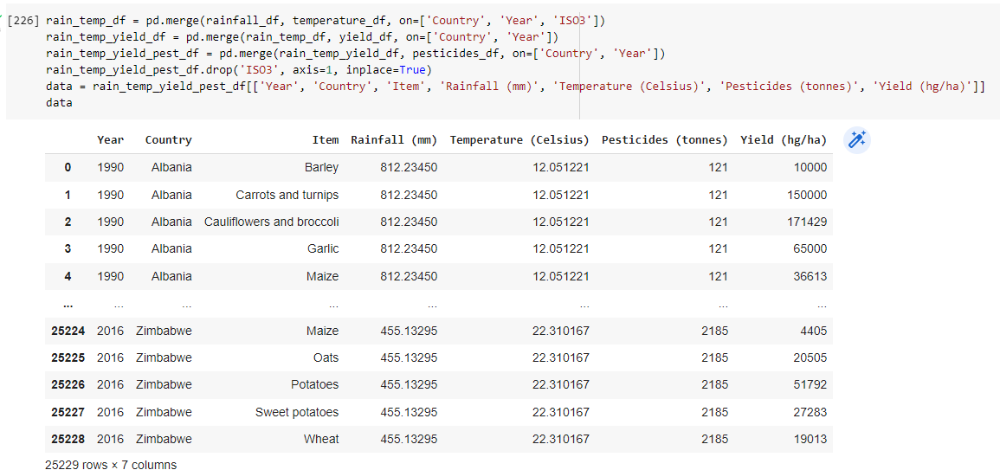 [226] rain_temp_df = pd.merge(rainfall_df, temperature_df, on=['Country', 'Year', 'ISO3'])
rain_temp_yield_df = pd.merge(rain_temp_df, yield_df, on=['Country', 'Year'])
rain_temp_yield_pest_df = pd.merge(rain_temp_yield_df, pesticides_df, on=['Country', 'Year'])
rain_temp_yield_pest_df.drop('ISO3', axis=1, inplace=True)
data = rain_temp_yield_pest_df[['Year', 'Country', 'Item', 'Rainfall (mm)', 'Temperature (Celsius)', 'Pesticides (tonnes)', 'Yield (hg/ha)']]
data
Year Country Item Rainfall (mm) Temperature (Celsius) Pesticides (tonnes) Yield (hg/ha)
0 1990 Albania Barley 812.23450 12.051221 121 10000
1 1990 Albania Carrots and turnips 812.23450 12.051221 121 150000
2 1990 Albania Cauliflowers and broccoli 812.23450 12.051221 121 171429
3 1990 Albania Garlic 812.23450 12.051221 121 65000
4 1990 Albania Maize 812.23450 12.051221 121 36613
... ... ... ... ... ... ... ...
25224 2016 Zimbabwe Maize 455.13295 22.310167 2185 4405
25225 2016 Zimbabwe Oats 455.13295 22.310167 2185 20505
25226 2016 Zimbabwe Potatoes 455.13295 22.310167 2185 51792
25227 2016 Zimbabwe Sweet potatoes 455.13295 22.310167 2185 27283
25228 2016 Zimbabwe Wheat 455.13295 22.310167 2185 19013
25229 rows × 7 columns